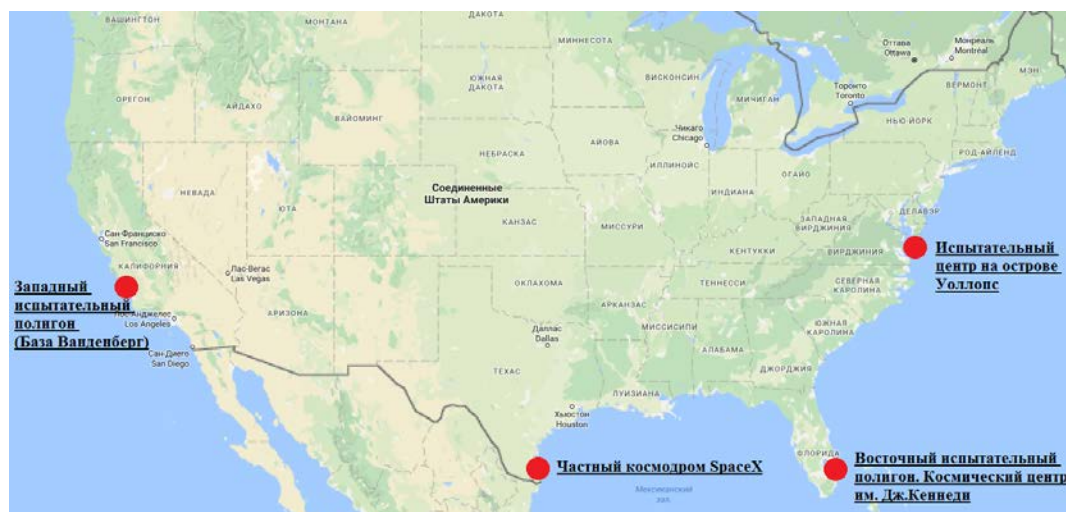 ВАШИНГТОН
МОНТАНА
ДАКОТА
МИННЕСОТА
Оттава
Ottawa
Монреаль
Montréal
МЭН
ОРЕГОН
АЙДАХО
ВАЙОМИНГ
ЮЖНАЯ
ДАКОТА
ВИСКОНСИН
МИЧИГАН
Торонто
Toronto
ВЕРМОНТ
НЬЮ-ЙОРК
РОД-АЙЛЕНД
НЕБРАСКА
АЙОВА
Чикаго
Chicago
ИЛЛИНОЙС
ИНДИАНА
ОГАЙО
НЕВАДА
ЮТА
Соединенные
Штаты Америки
КАНЗАС
МИССУРИ
ЗАПАДНАЯ
ВИРДЖИНИЯ
ДЕЛАВЭР
ВИРДЖИНИЯ
КЕНТУККИ
Сан-Франциско
San Francisco
КАЛИФОРНИЯ
Лас-Вегас
Las Vegas
Испытательный
центр на острове
Уоллопс
Западный
испытательный
полигон
(База Ванденберг)
Лос-Анджелес
Los Angeles
Сан-Диего
San Diego
АРИЗОНА
ОКЛАХОМА
АРКАНЗАС
ТЕННЕССИ
СЕВЕРНАЯ
КАРОЛИНА
ЮЖНАЯ
КАРОЛИНА
МИССИСИПИ
АЛАБАМА
ДЖОРДЖИЯ
Даллас
Dallas
ТЕХАС
ЛУИЗИАНА
Хьюстон
Houston
ФЛОРИДА
Частный космодром SpaceX
Мексиканский
зал.
Восточный испытательный
полигон. Космический центр
им. Дж.Кеннеди